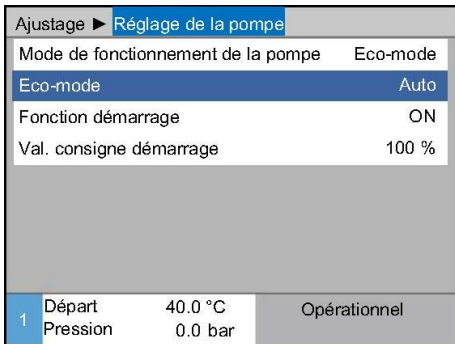 Ajustage ► Réglage de la pompe
Mode de fonctionnement de la pompe Eco-mode
Eco-mode Auto
Fonction démarrage ON
Val. consigne démarrage 100 %
1 Départ 40.0 °C Opérationnel
Pression 0.0 bar